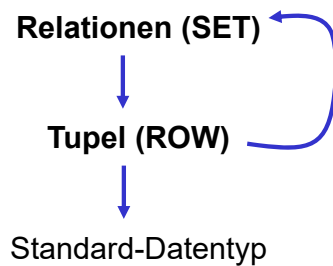 Relationen (SET)
Tupel (ROW)
Standard-Datentyp